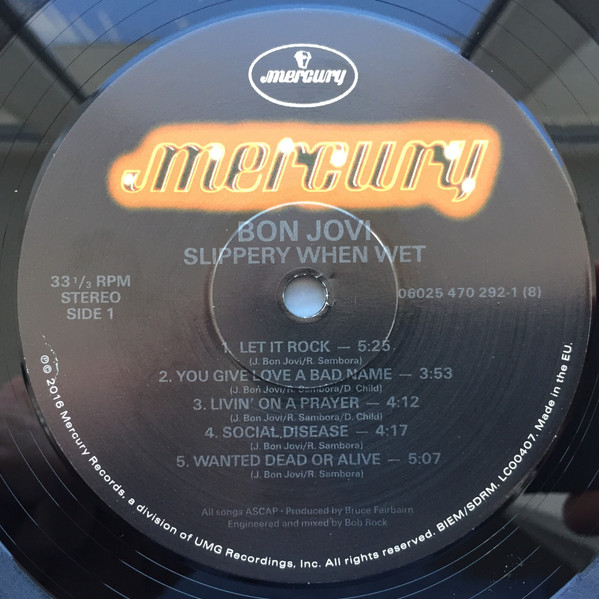 mercury
mercury
BON JOVI
SLIPPERY WHEN WET
33 1/3 RPM
STEREO
SIDE 1
06025 470 292-1 (8)
1. LET IT ROCK — 5:25
(J. Bon Jovi/R. Sambora)
2. YOU GIVE LOVE A BAD NAME — 3:53
(J. Bon Jovi/R. Sambora/D. Child)
3. LIVIN' ON A PRAYER — 4:12
(J. Bon Jovi/R. Sambora/D. Child)
4. SOCIAL DISEASE — 4:17
(J. Bon Jovi/R. Sambora)
5. WANTED DEAD OR ALIVE — 5:07
(J. Bon Jovi/R. Sambora)
All songs ASCAP · Produced by Bruce Fairbairn
Engineered and mixed by Bob Rock
℗ © 2016 Mercury Records, a division of UMG Recordings, Inc. All rights reserved. BIEM/SDRM. LC00407. Made in the EU.